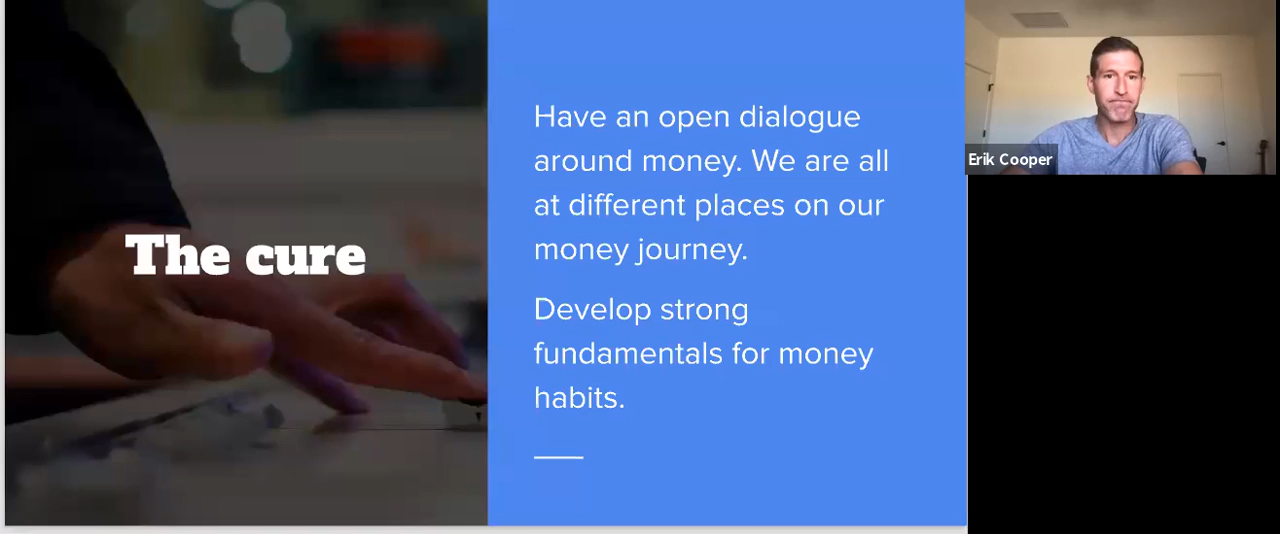 The cure
Have an open dialogue
around money. We are all
at different places on our
money journey.
Develop strong
fundamentals for money
habits.
Erik Cooper